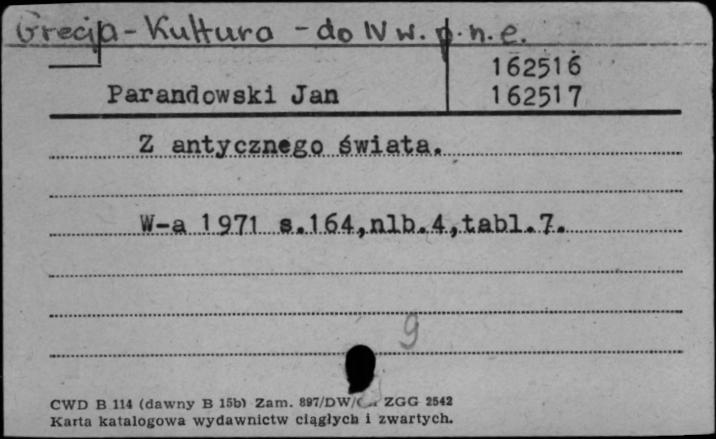 Grecja - Kultura - do IV w. p.n.e.
162516
Parandowski Jan 162517
Z antycznego świata.
W-a 1971 s.164,nlb.4,tabl.7.
9
CWD B 114 (dawny B 15b) Zam. 897/DW/ ZGG 2542
Karta katalogowa wydawnictw ciągłych i zwartych.